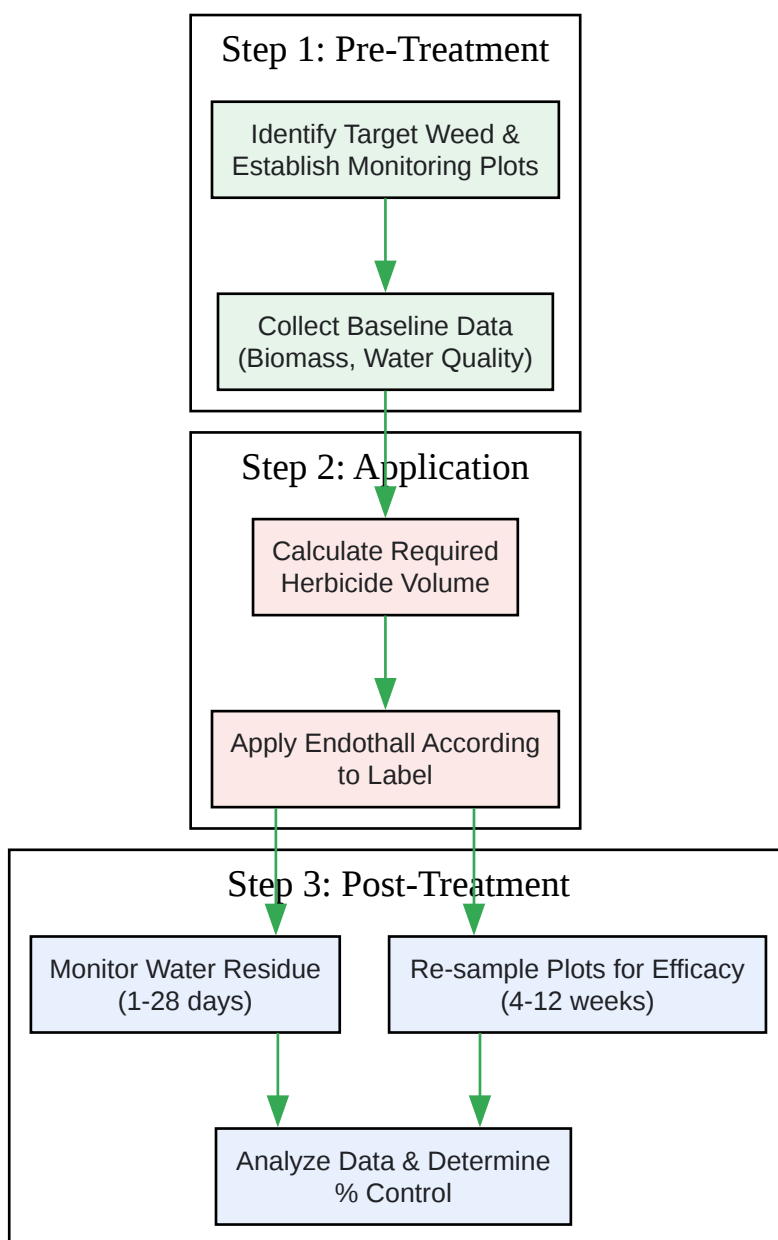 Step 1: Pre-Treatment
Identify Target Weed &
Establish Monitoring Plots
Collect Baseline Data
(Biomass, Water Quality)
Step 2: Application
Calculate Required
Herbicide Volume
Apply Endothall According
to Label
Step 3: Post-Treatment
Monitor Water Residue
(1-28 days)
Re-sample Plots for Efficacy
(4-12 weeks)
Analyze Data & Determine
% Control